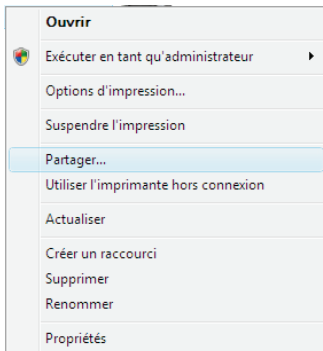 Ouvrir
Exécuter en tant qu'administrateur
Options d'impression...
Suspendre l'impression
Partager...
Utiliser l'imprimante hors connexion
Actualiser
Créer un raccourci
Supprimer
Renommer
Propriétés